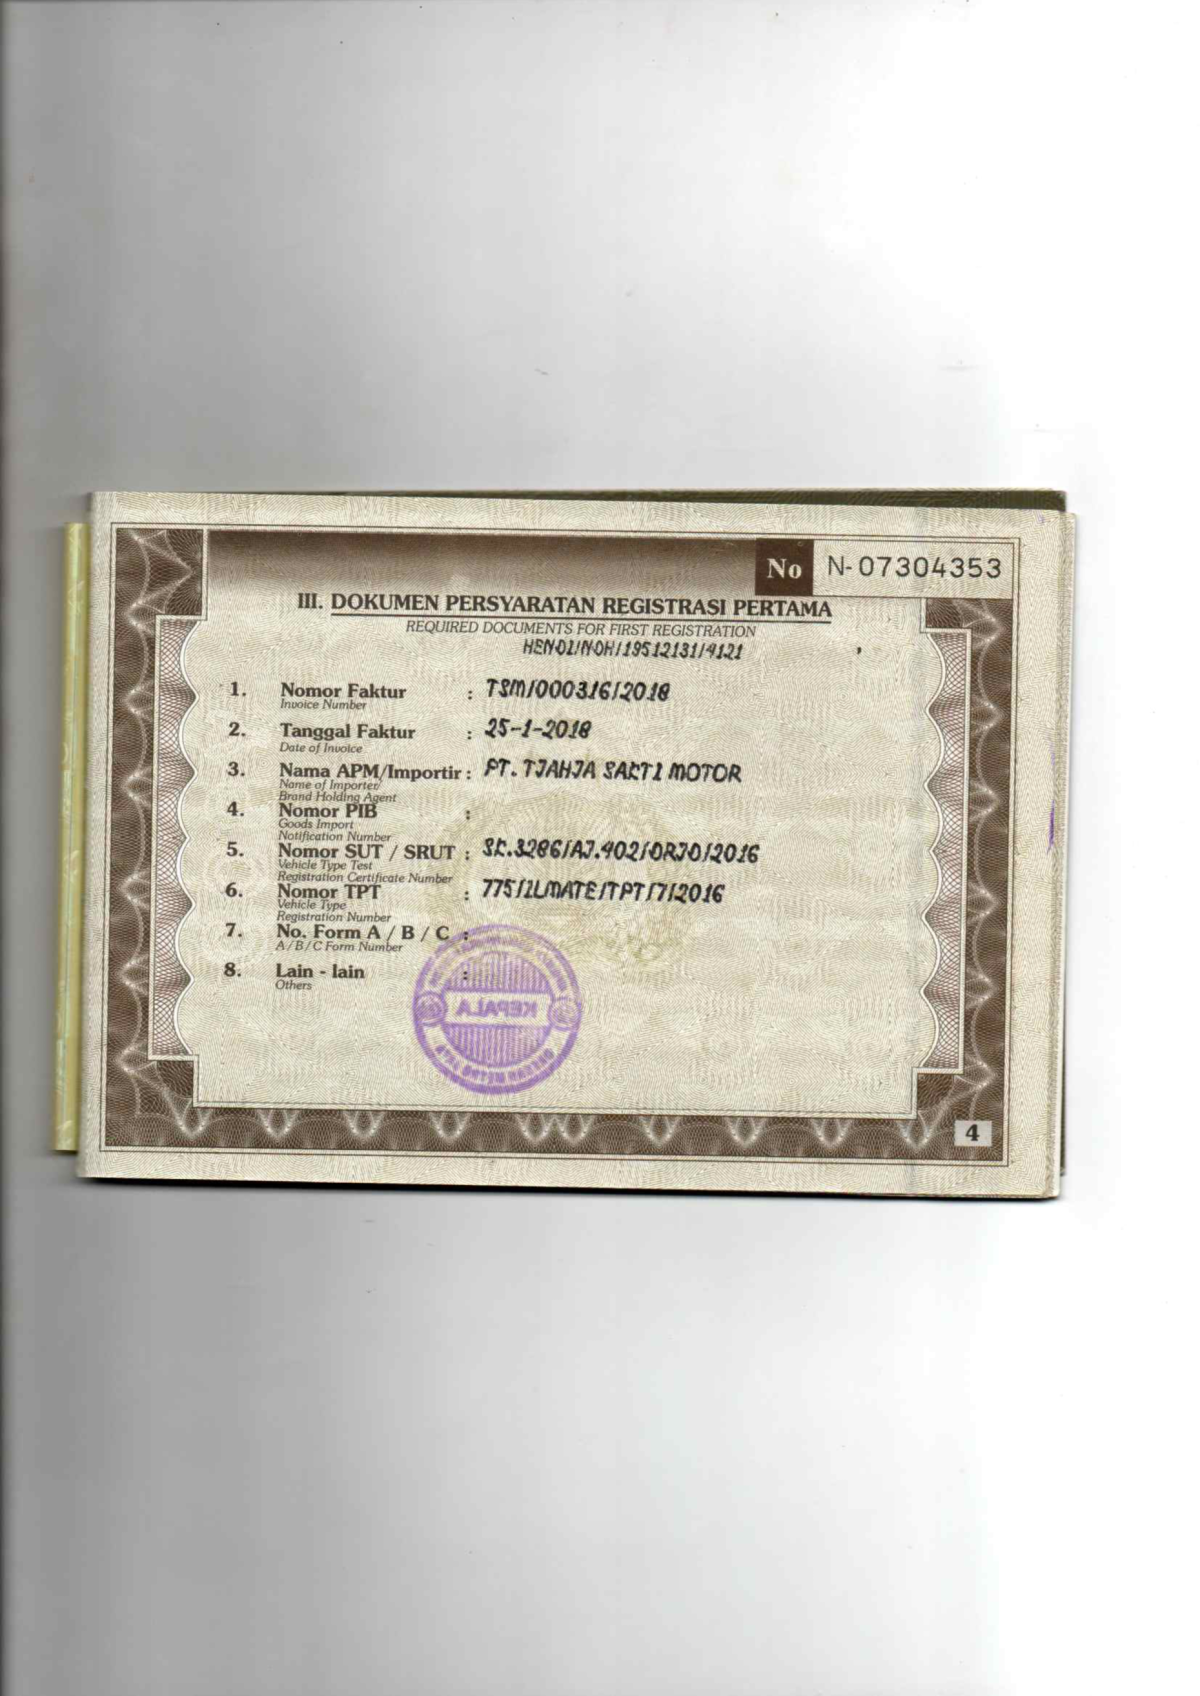 No N-07304353
III. DOKUMEN PERSYARATAN REGISTRASI PERTAMA
REQUIRED DOCUMENTS FOR FIRST REGISTRATION
HEN01/NOH/19512131/4121
1. Nomor Faktur : TSM/000316/2018
Invoice Number
2. Tanggal Faktur : 25-1-2018
Date of Invoice
3. Nama APM/Importir : PT. TJAHJA SAKTI MOTOR
Name of Importer/
Brand Holding Agent
4. Nomor PIB :
Goods Import
Notification Number
5. Nomor SUT / SRUT : SK.3286/AJ.402/DRJD/2016
Vehicle Type Test
Registration Certificate Number
6. Nomor TPT : 775/ILMATE/TPT/7/2016
Vehicle Type
Registration Number
7. No. Form A / B / C :
A / B / C Form Number
8. Lain - lain :
Others
KEPALA
4